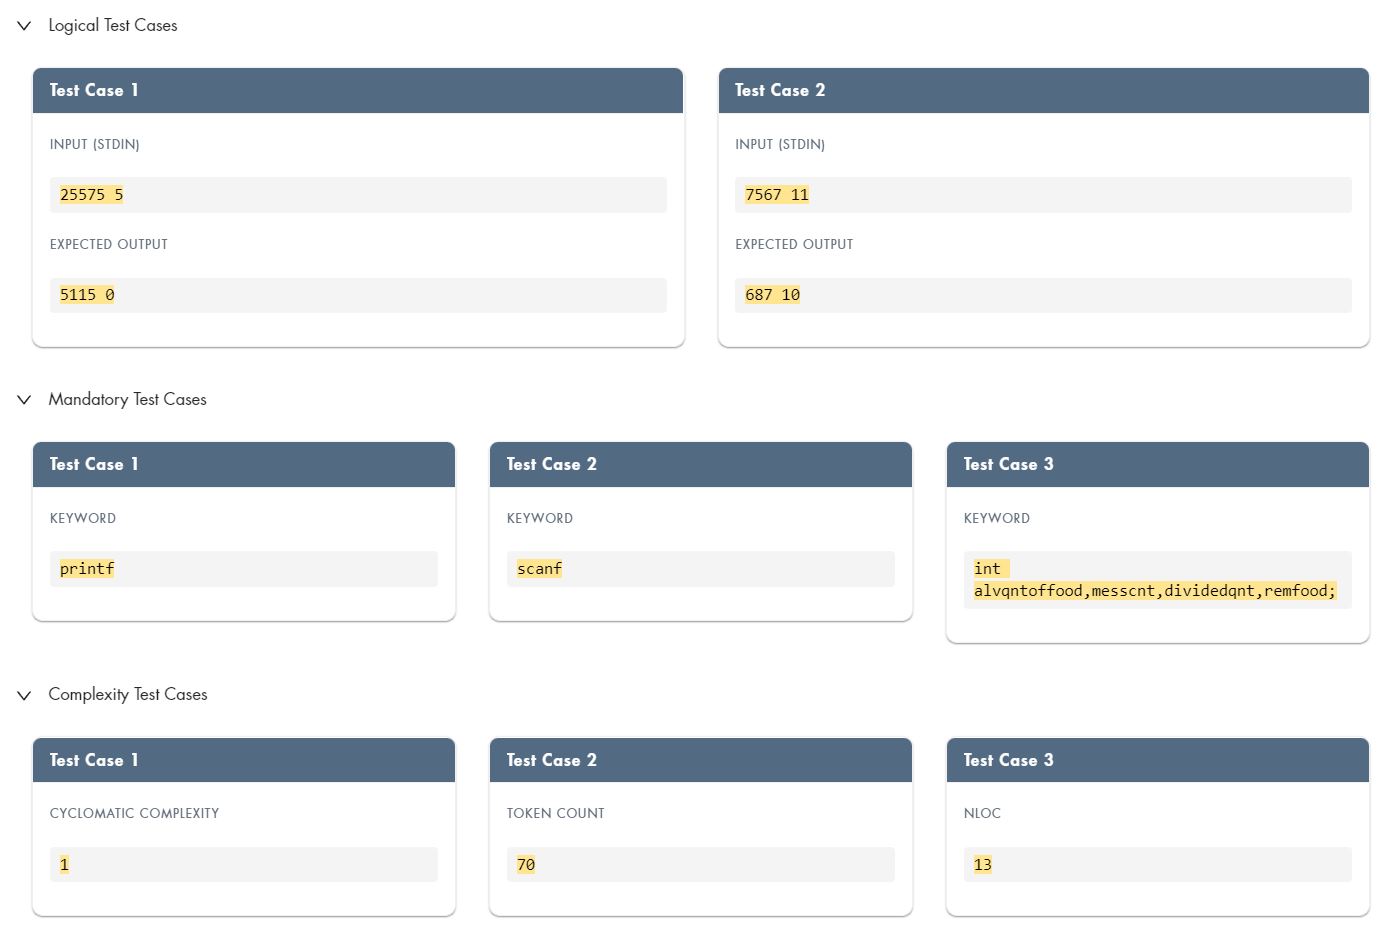 Logical Test Cases
Test Case 1
INPUT (STDIN)
25575 5
EXPECTED OUTPUT
5115 0
Test Case 2
INPUT (STDIN)
7567 11
EXPECTED OUTPUT
687 10
Mandatory Test Cases
Test Case 1
KEYWORD
printf
Test Case 2
KEYWORD
scanf
Test Case 3
KEYWORD
int
alvqntoffood,messcnt,dividedqnt,remfood;
Complexity Test Cases
Test Case 1
CYCLOMATIC COMPLEXITY
1
Test Case 2
TOKEN COUNT
70
Test Case 3
NLOC
13